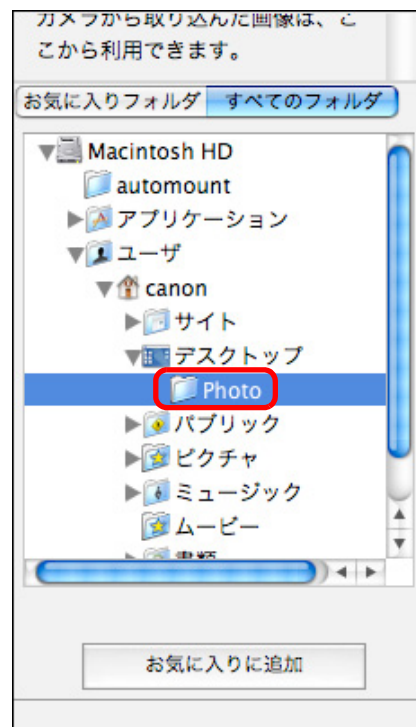 カメラから取り込んだ画像は、こ
こから利用できます。
お気に入りフォルダ すべてのフォルダ
Macintosh HD
automount
アプリケーション
ユーザ
canon
サイト
デスクトップ
Photo
パブリック
ピクチャ
ミュージック
ムービー
書類
お気に入りに追加